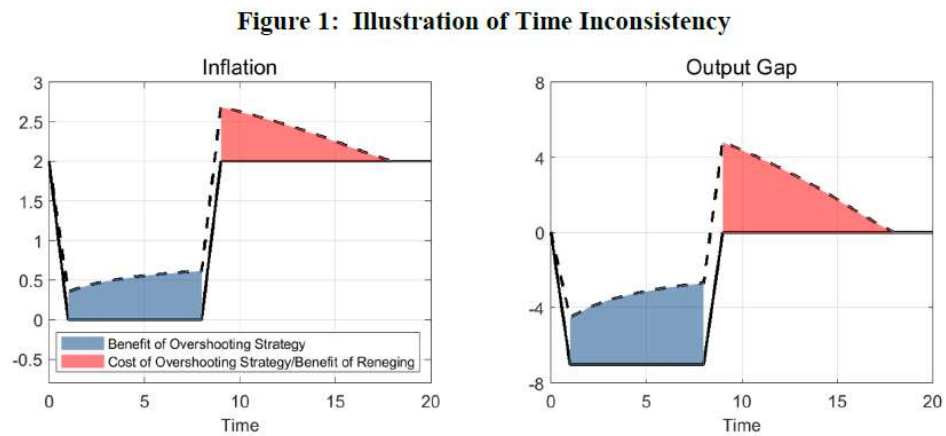 Figure 1:  Illustration of Time Inconsistency
Inflation
3
2.5
2
1.5
1
0.5
0
-0.5
Benefit of Overshooting Strategy
Cost of Overshooting Strategy/Benefit of Reneging
0 5 10 15 20
Time
Output Gap
8
4
0
-4
-8
0 5 10 15 20
Time